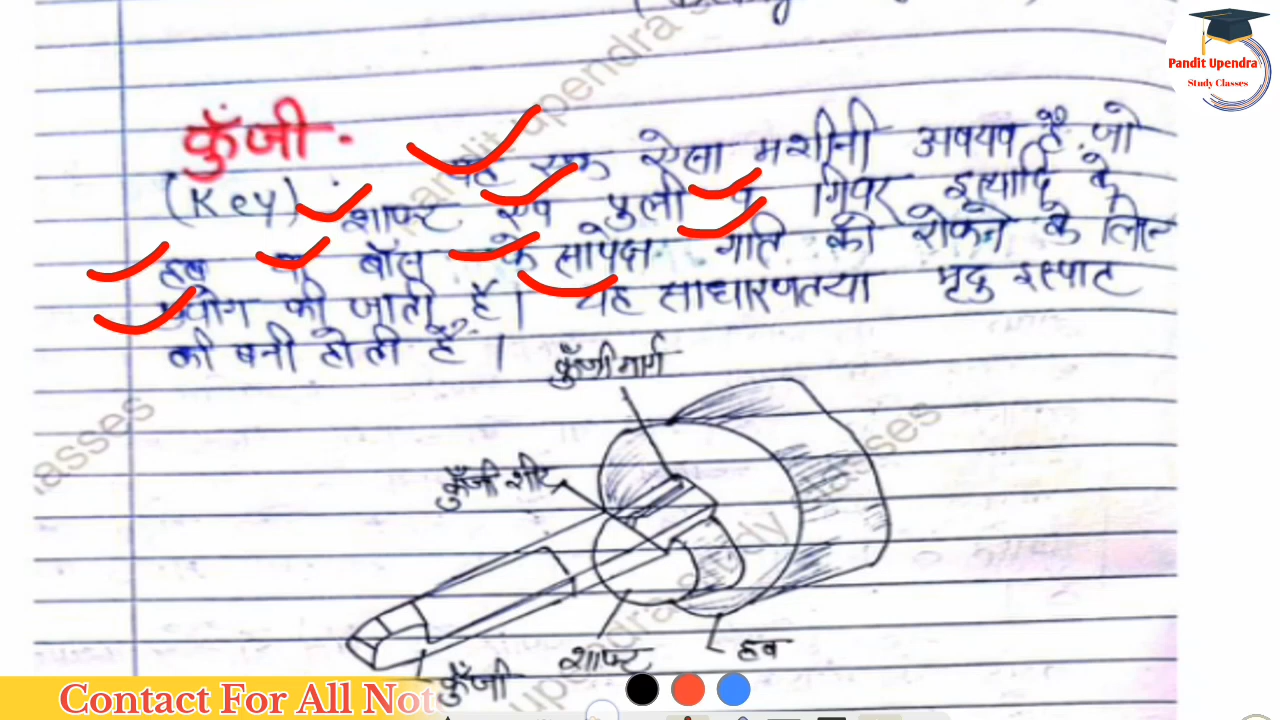 Pandit Upendra
Study Classes
कुँजी -
(Key)
यह एक ऐसा मशीनी अवयव है जो
शाफ्ट एवं पुली व गियर इत्यादि के
हब या बॉस के सापेक्ष गति को रोकने के लिए
प्रयोग की जाती है। यह साधारणतया मृदु इस्पात
की बनी होती है।
कुँजी मार्ग
कुँजी शीर्ष
शाफ्ट
हब
कुँजी
Contact For All Not